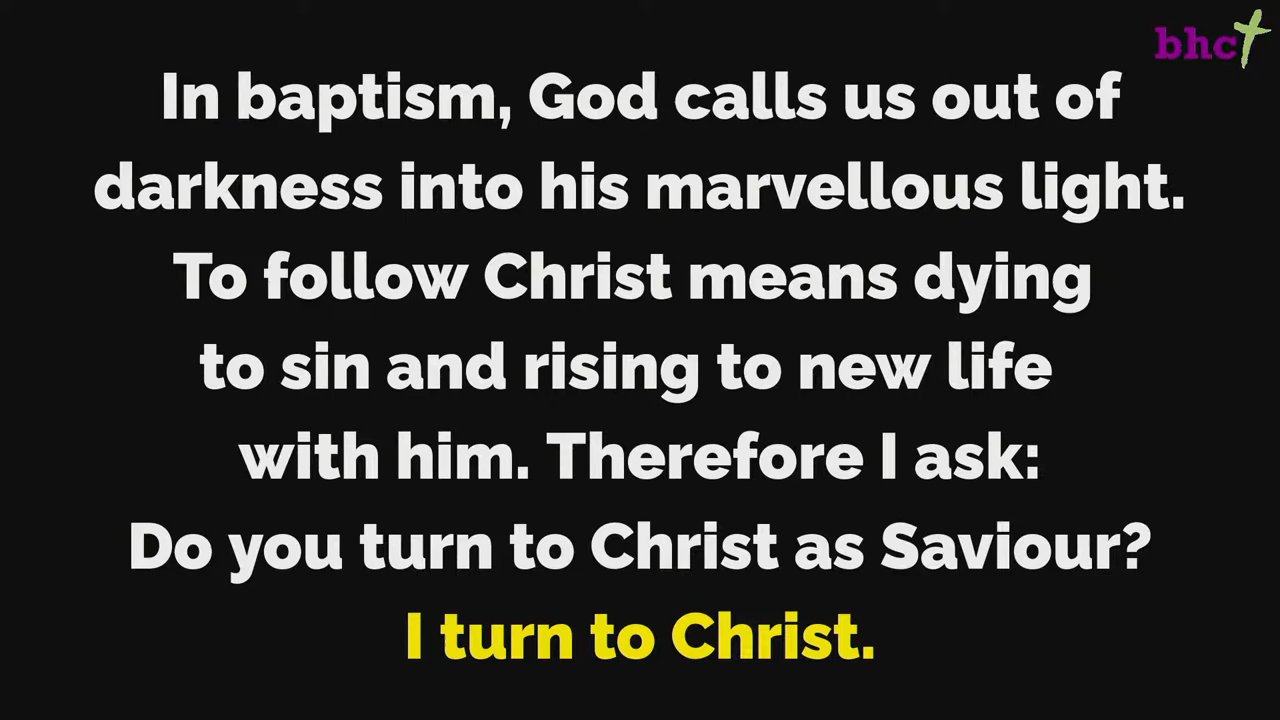 bhc
In baptism, God calls us out of
darkness into his marvellous light.
To follow Christ means dying
to sin and rising to new life
with him. Therefore I ask:
Do you turn to Christ as Saviour?
I turn to Christ.